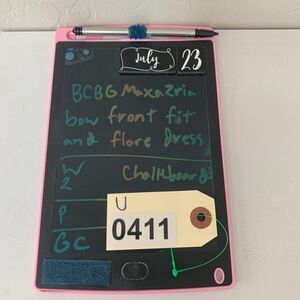 July 23
BCBG Maxazria
bow front fit
and flare dress
W Chalkboard
2
P
GC
U
0411